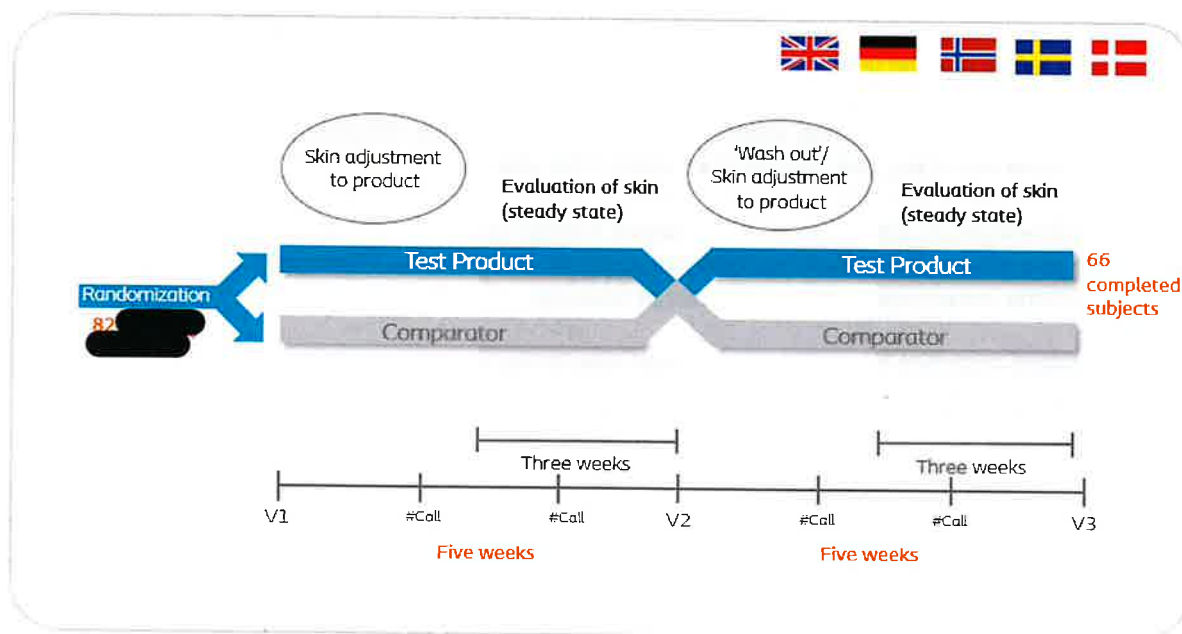 Skin adjustment
to product
Evaluation of skin
(steady state)
'Wash out'/
Skin adjustment
to product
Evaluation of skin
(steady state)
Randomization
82
Test Product
Comparator
Test Product
Comparator
66
completed
subjects
Three weeks
Three weeks
V1
#Call
#Call
V2
#Call
#Call
V3
Five weeks
Five weeks